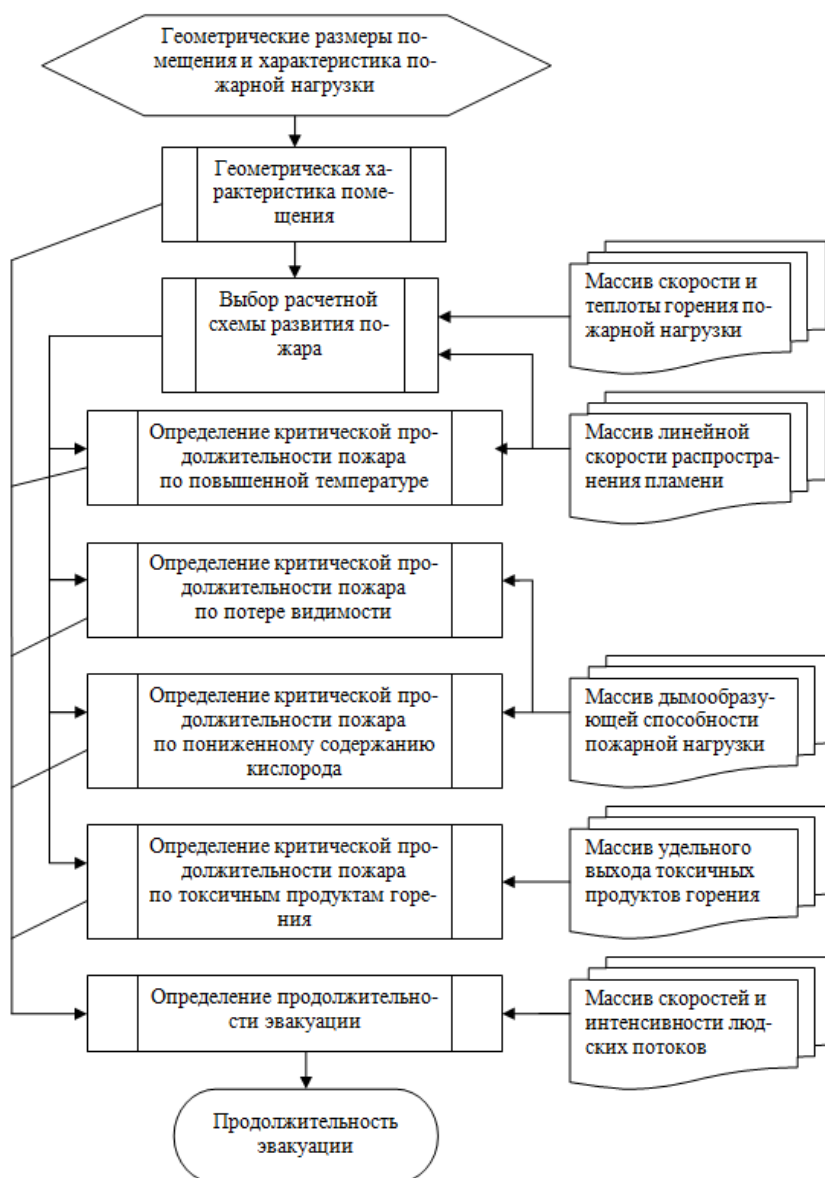 Геометрические размеры по-
мещения и характеристика по-
жарной нагрузки
Геометрическая ха-
рактеристика поме-
щения
Выбор расчетной
схемы развития по-
жара
Массив скорости и
теплоты горения по-
жарной нагрузки
Определение критической про-
должительности пожара
по повышенной температуре
Массив линейной
скорости распростра-
нения пламени
Определение критической про-
должительности пожара
по потере видимости
Определение критической про-
должительности пожара
по пониженному содержанию
кислорода
Массив дымообразу-
ющей способности
пожарной нагрузки
Определение критической про-
должительности пожара
по токсичным продуктам горе-
ния
Массив удельного
выхода токсичных
продуктов горения
Определение продолжительно-
сти эвакуации
Массив скоростей и
интенсивности люд-
ских потоков
Продолжительность
эвакуации